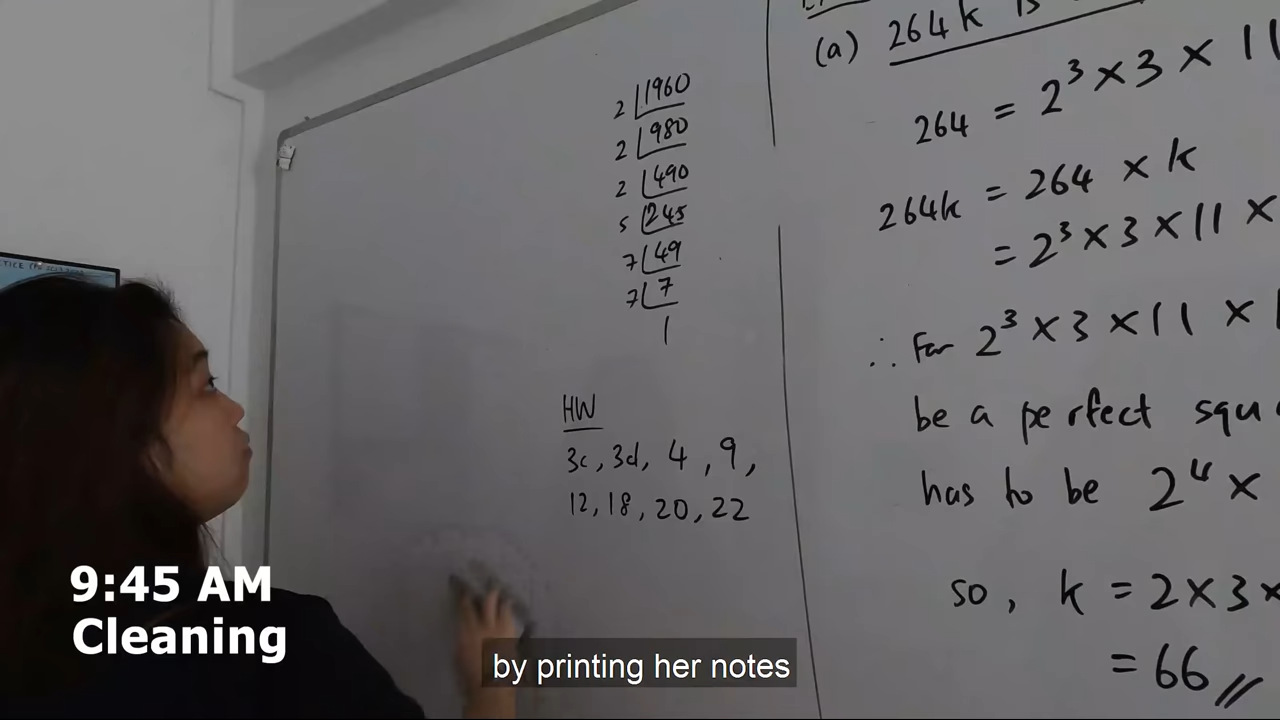 2 1960
2 980
2 490
5 245
7 49
7 7
1
HW
3c, 3d, 4, 9,
12, 18, 20, 22
(a) 264k is
264 = 2³ × 3 × 11
264k = 264 × k
= 2³ × 3 × 11 ×
∴ For 2³ × 3 × 11 ×
be a perfect squ
has to be 2⁴ ×
so, k = 2 × 3 ×
= 66 //
9:45 AM
Cleaning
by printing her notes